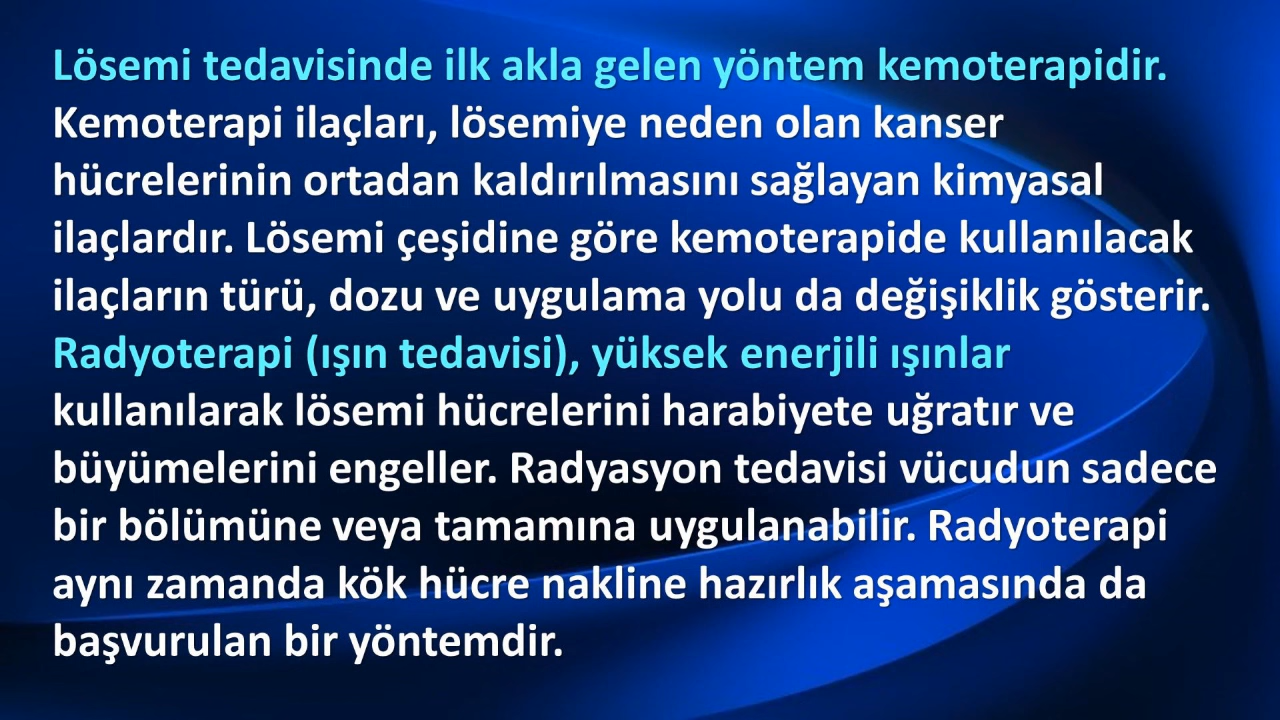 Lösemi tedavisinde ilk akla gelen yöntem kemoterapidir.
Kemoterapi ilaçları, lösemiye neden olan kanser
hücrelerinin ortadan kaldırılmasını sağlayan kimyasal
ilaçlardır. Lösemi çeşidine göre kemoterapide kullanılacak
ilaçların türü, dozu ve uygulama yolu da değişiklik gösterir.
Radyoterapi (ışın tedavisi), yüksek enerjili ışınlar
kullanılarak lösemi hücrelerini harabiyete uğratır ve
büyümelerini engeller. Radyasyon tedavisi vücudun sadece
bir bölümüne veya tamamına uygulanabilir. Radyoterapi
aynı zamanda kök hücre nakline hazırlık aşamasında da
başvurulan bir yöntemdir.